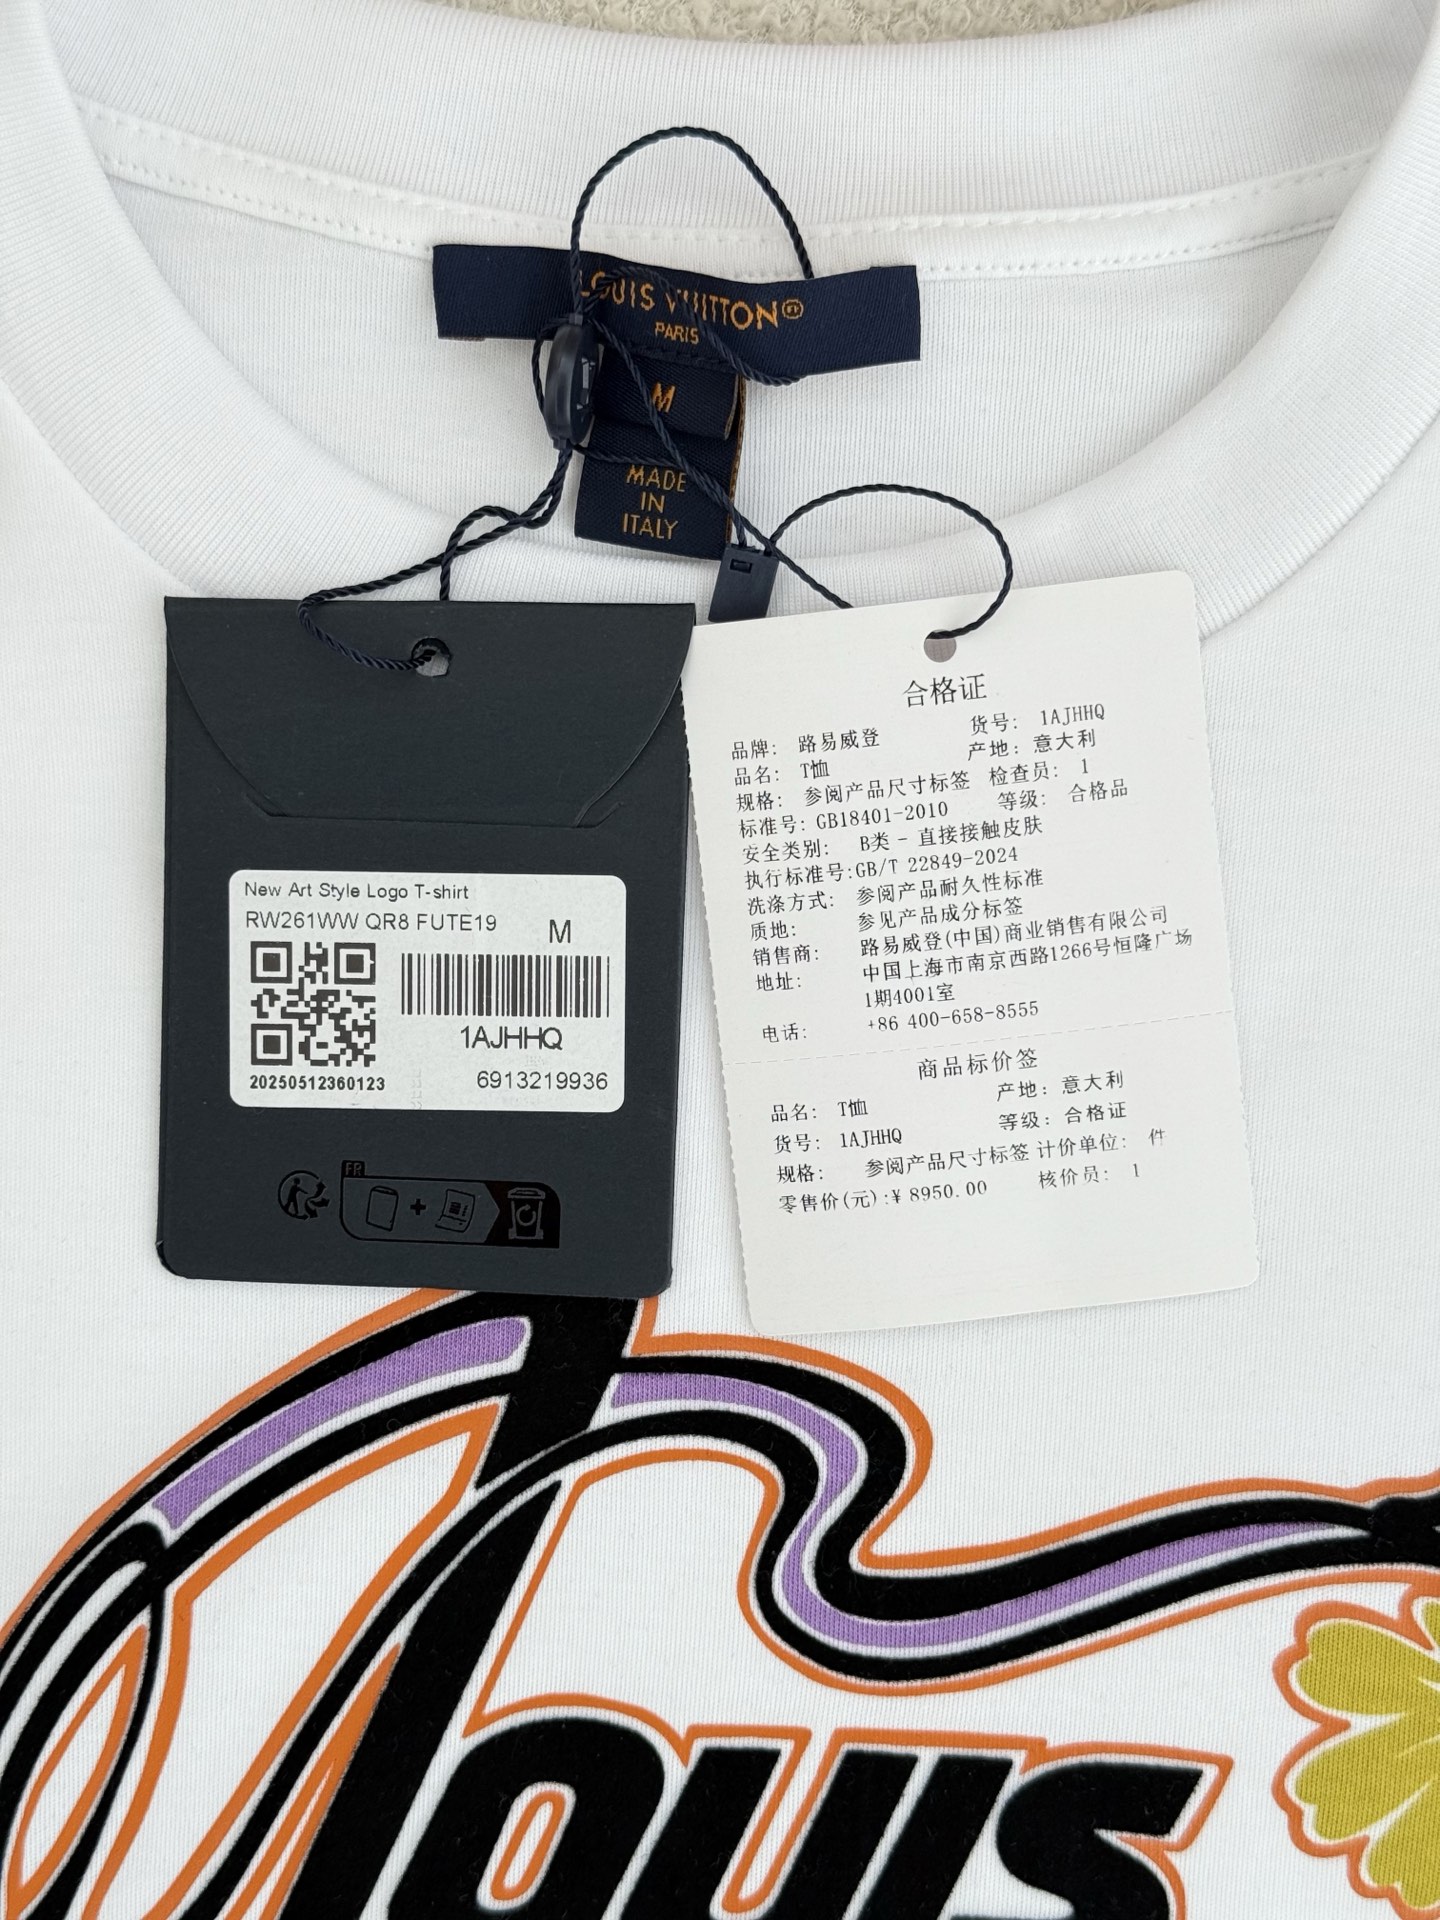 LOUIS VUITTON®
PARIS
M
MADE
IN
ITALY
New Art Style Logo T-shirt
RW261WW QR8 FUTE19
M
1AJHHQ
20250512360123
6913219936
FR
合格证
品牌: 路易威登 货号: 1AJHHQ
品名: T恤 产地: 意大利
规格: 参阅产品尺寸标签 检查员: 1
标准号: GB18401-2010 等级: 合格品
安全类别: B类 - 直接接触皮肤
执行标准号:GB/T 22849-2024
洗涤方式: 参阅产品耐久性标准
质地: 参见产品成分标签
销售商: 路易威登(中国)商业销售有限公司
地址: 中国上海市南京西路1266号恒隆广场
1期4001室
电话: +86 400-658-8555
商品标价签
品名: T恤 产地: 意大利
货号: 1AJHHQ 等级: 合格证
规格: 参阅产品尺寸标签 计价单位: 件
零售价(元):¥ 8950.00 核价员: 1
Louis